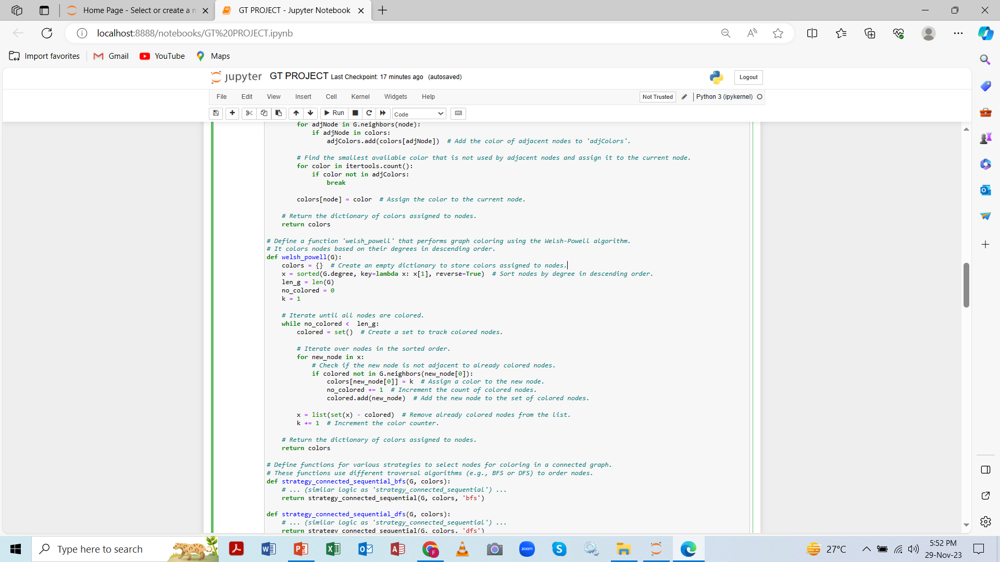 Home Page - Select or create a n
GT PROJECT - Jupyter Notebook
localhost:8888/notebooks/GT%20PROJECT.ipynb
Import favorites
Gmail
YouTube
Maps
jupyter GT PROJECT Last Checkpoint: 17 minutes ago (autosaved)
Logout
File Edit View Insert Cell Kernel Widgets Help
Not Trusted
Python 3 (ipykernel)
Run
Code
        for adjNode in G.neighbors(node):
            if adjNode in colors:
                adjColors.add(colors[adjNode])  # Add the color of adjacent nodes to 'adjColors'.
        # Find the smallest available color that is not used by adjacent nodes and assign it to the current node.
        for color in itertools.count():
            if color not in adjColors:
                break
        colors[node] = color  # Assign the color to the current node.
    # Return the dictionary of colors assigned to nodes.
    return colors
# Define a function 'welsh_powell' that performs graph coloring using the Welsh-Powell algorithm.
# It colors nodes based on their degrees in descending order.
def welsh_powell(G):
    colors = {}  # Create an empty dictionary to store colors assigned to nodes.
    x = sorted(G.degree, key=lambda x: x[1], reverse=True)  # Sort nodes by degree in descending order.
    len_g = len(G)
    no_colored = 0
    k = 1
    # Iterate until all nodes are colored.
    while no_colored <  len_g:
        colored = set()  # Create a set to track colored nodes.
        # Iterate over nodes in the sorted order.
        for new_node in x:
            # Check if the new node is not adjacent to already colored nodes.
            if colored not in G.neighbors(new_node[0]):
                colors[new_node[0]] = k  # Assign a color to the new node.
                no_colored += 1  # Increment the count of colored nodes.
                colored.add(new_node)  # Add the new node to the set of colored nodes.
        x = list(set(x) - colored)  # Remove already colored nodes from the list.
        k += 1  # Increment the color counter.
    # Return the dictionary of colors assigned to nodes.
    return colors
# Define functions for various strategies to select nodes for coloring in a connected graph.
# These functions use different traversal algorithms (e.g., BFS or DFS) to order nodes.
def strategy_connected_sequential_bfs(G, colors):
    # ... (similar logic as 'strategy_connected_sequential') ...
    return strategy_connected_sequential(G, colors, 'bfs')
def strategy_connected_sequential_dfs(G, colors):
    # ... (similar logic as 'strategy_connected_sequential') ...
    return strategy_connected_sequential(G, colors, 'dfs')
Type here to search
zoom
27°C
5:52 PM
29-Nov-23